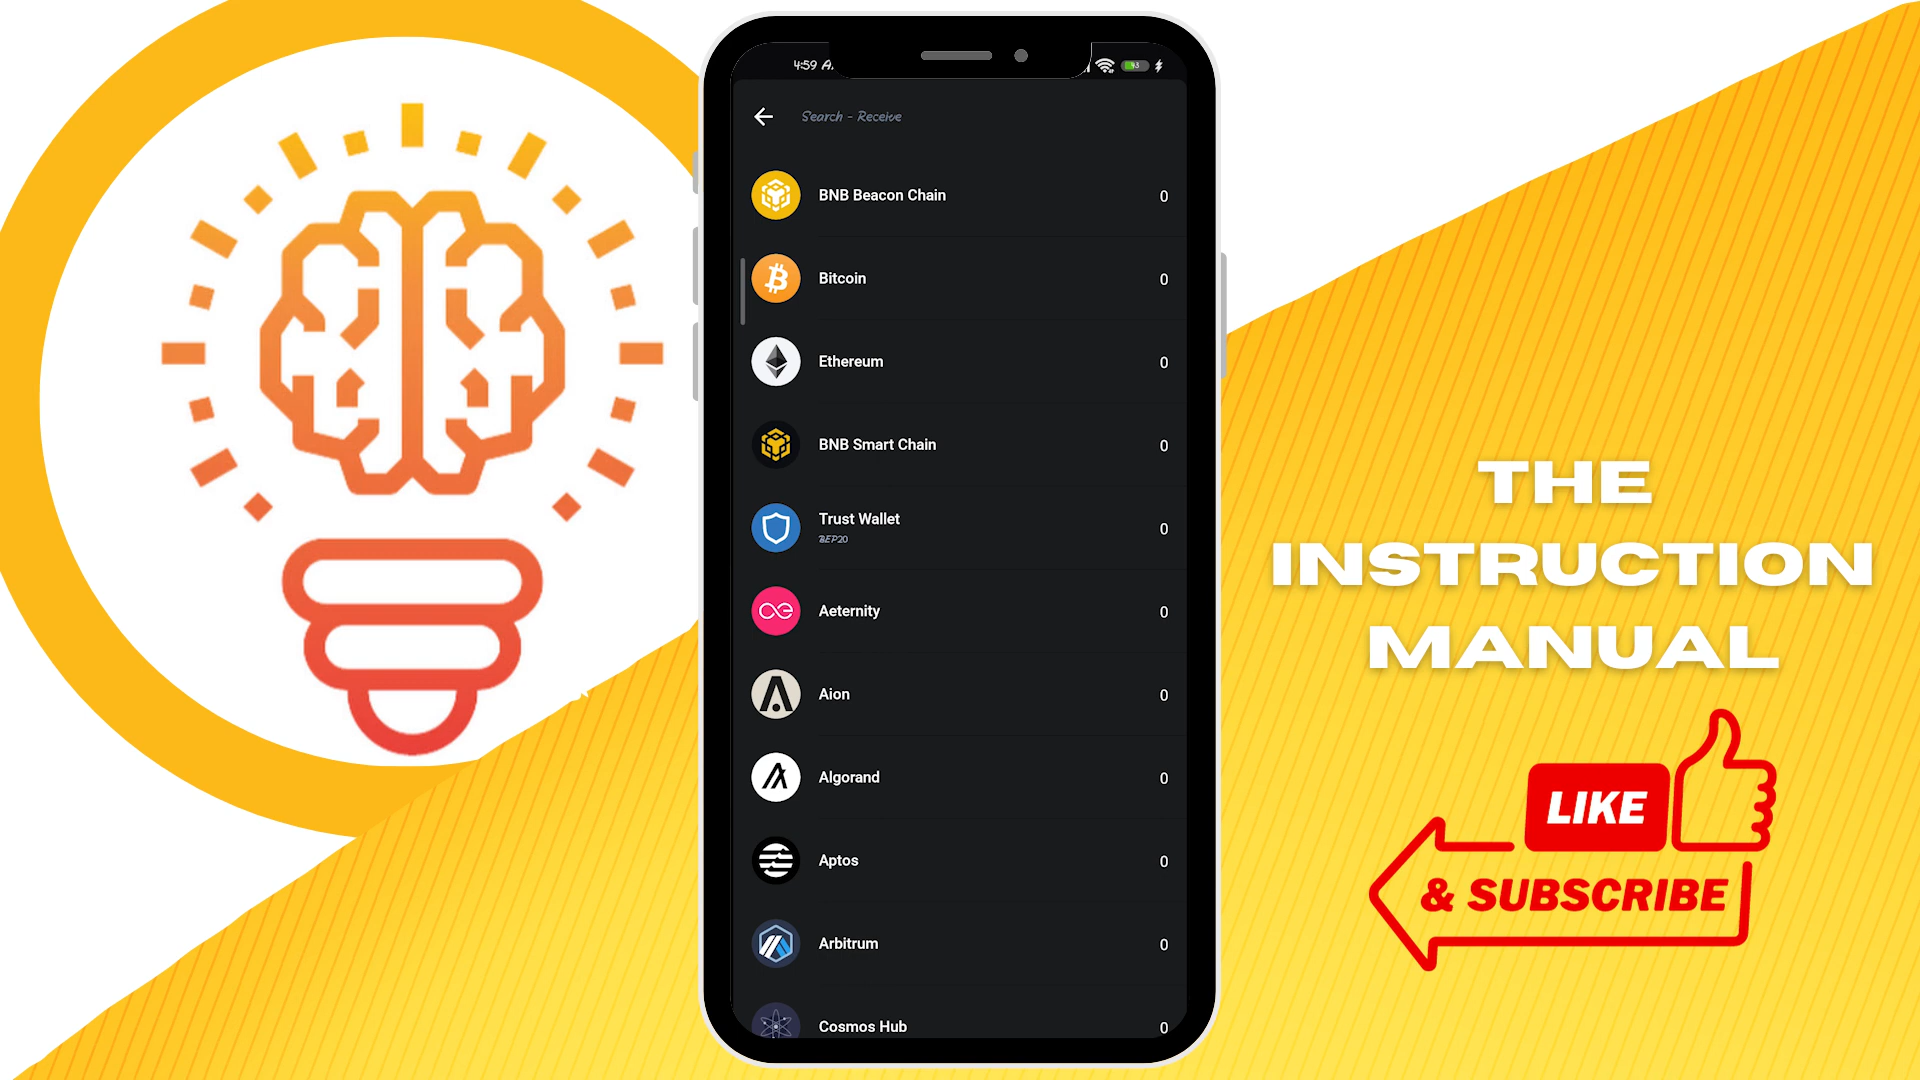 4:59 A
93
Search - Receive
BNB Beacon Chain 0
Bitcoin 0
Ethereum 0
BNB Smart Chain 0
Trust Wallet 0
BEP20
Aeternity 0
Aion 0
Algorand 0
Aptos 0
Arbitrum 0
Cosmos Hub 0
THE
INSTRUCTION
MANUAL
LIKE
& SUBSCRIBE